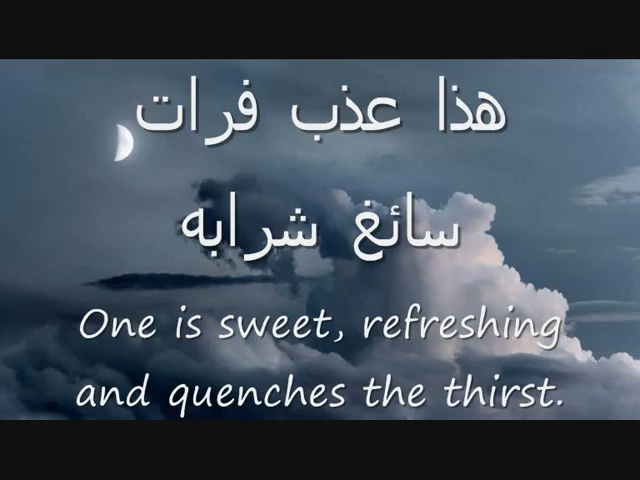 هذا عذب فرات
سائغ شرابه
One is sweet, refreshing
and quenches the thirst.